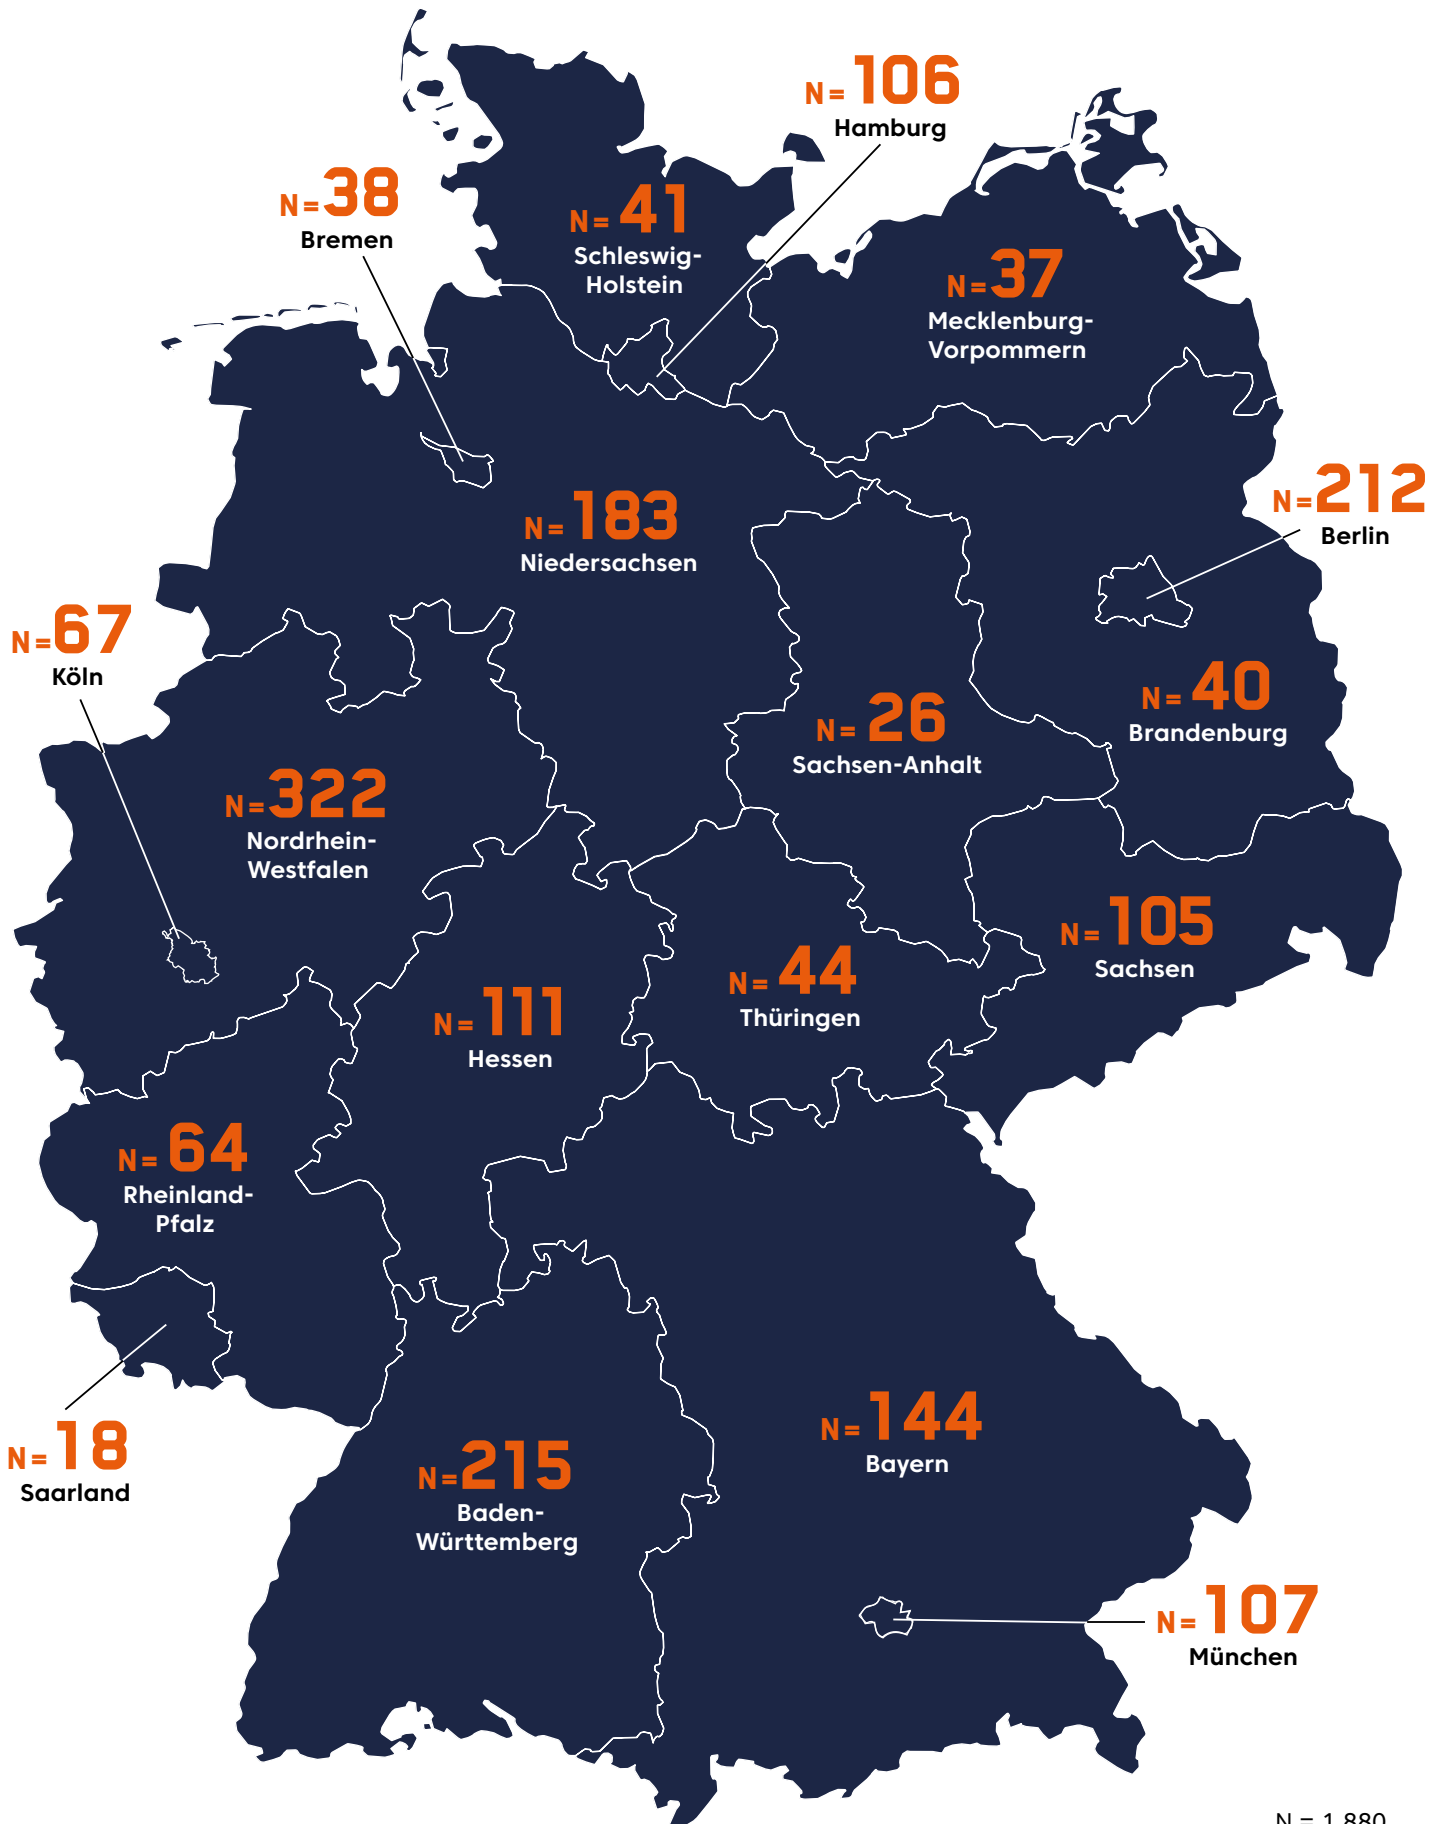 N= 106
Hamburg
N= 38
Bremen
N= 41
Schleswig-
Holstein
N= 37
Mecklenburg-
Vorpommern
N= 212
Berlin
N= 183
Niedersachsen
N= 67
Köln
N= 40
Brandenburg
N= 26
Sachsen-Anhalt
N= 322
Nordrhein-
Westfalen
N= 105
Sachsen
N= 44
Thüringen
N= 111
Hessen
N= 64
Rheinland-
Pfalz
N= 18
Saarland
N= 144
Bayern
N= 215
Baden-
Württemberg
N= 107
München
N = 1.880